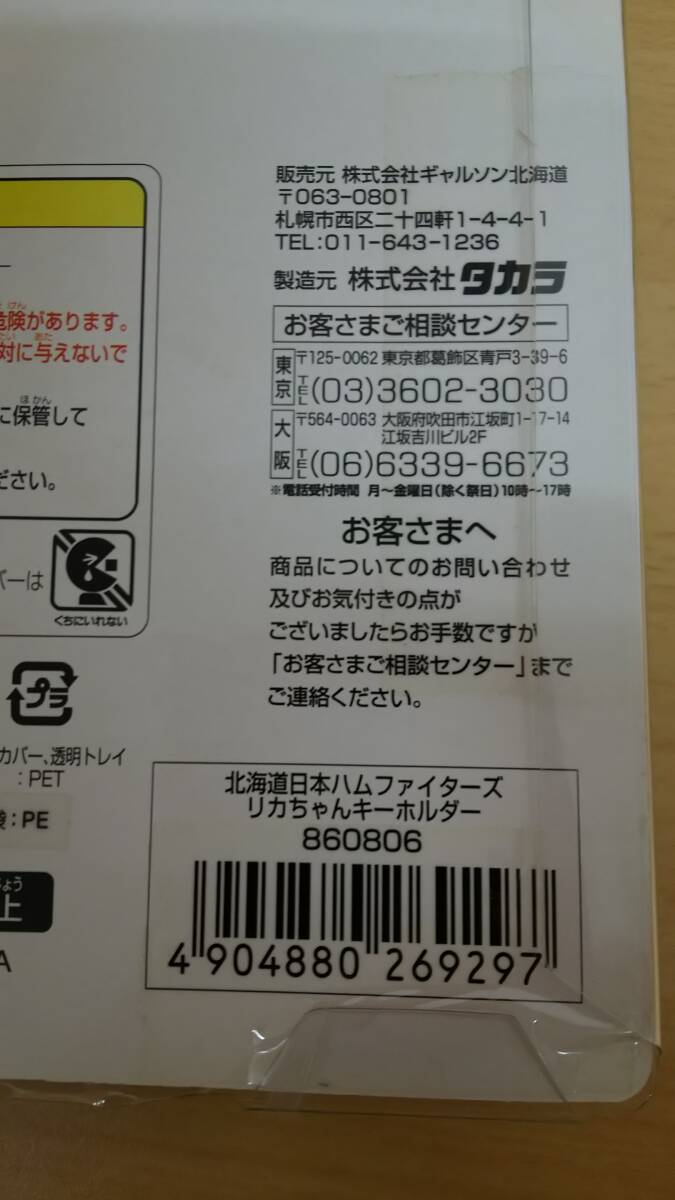 販売元 株式会社ギャルソン北海道
〒063-0801
札幌市西区二十四軒1-4-4-1
TEL:011-643-1236
製造元 株式会社タカラ
お客さまご相談センター
東京 〒125-0062 東京都葛飾区青戸3-39-6
TEL(03)3602-3030
大阪 〒564-0063 大阪府吹田市江坂町1-17-14
江坂吉川ビル2F
TEL(06)6339-6673
※電話受付時間 月～金曜日(除く祭日)10時～17時
お客さまへ
商品についてのお問い合わせ
及びお気付きの点が
ございましたらお手数ですが
「お客さまご相談センター」まで
ご連絡ください。
危険があります。
対に与えないで
に保管して
ださい。
バーは
くちにいれない
プラ
カバー、透明トレイ
:PET
袋:PE
上
A
北海道日本ハムファイターズ
リカちゃんキーホルダー
860806
4 904880 269297